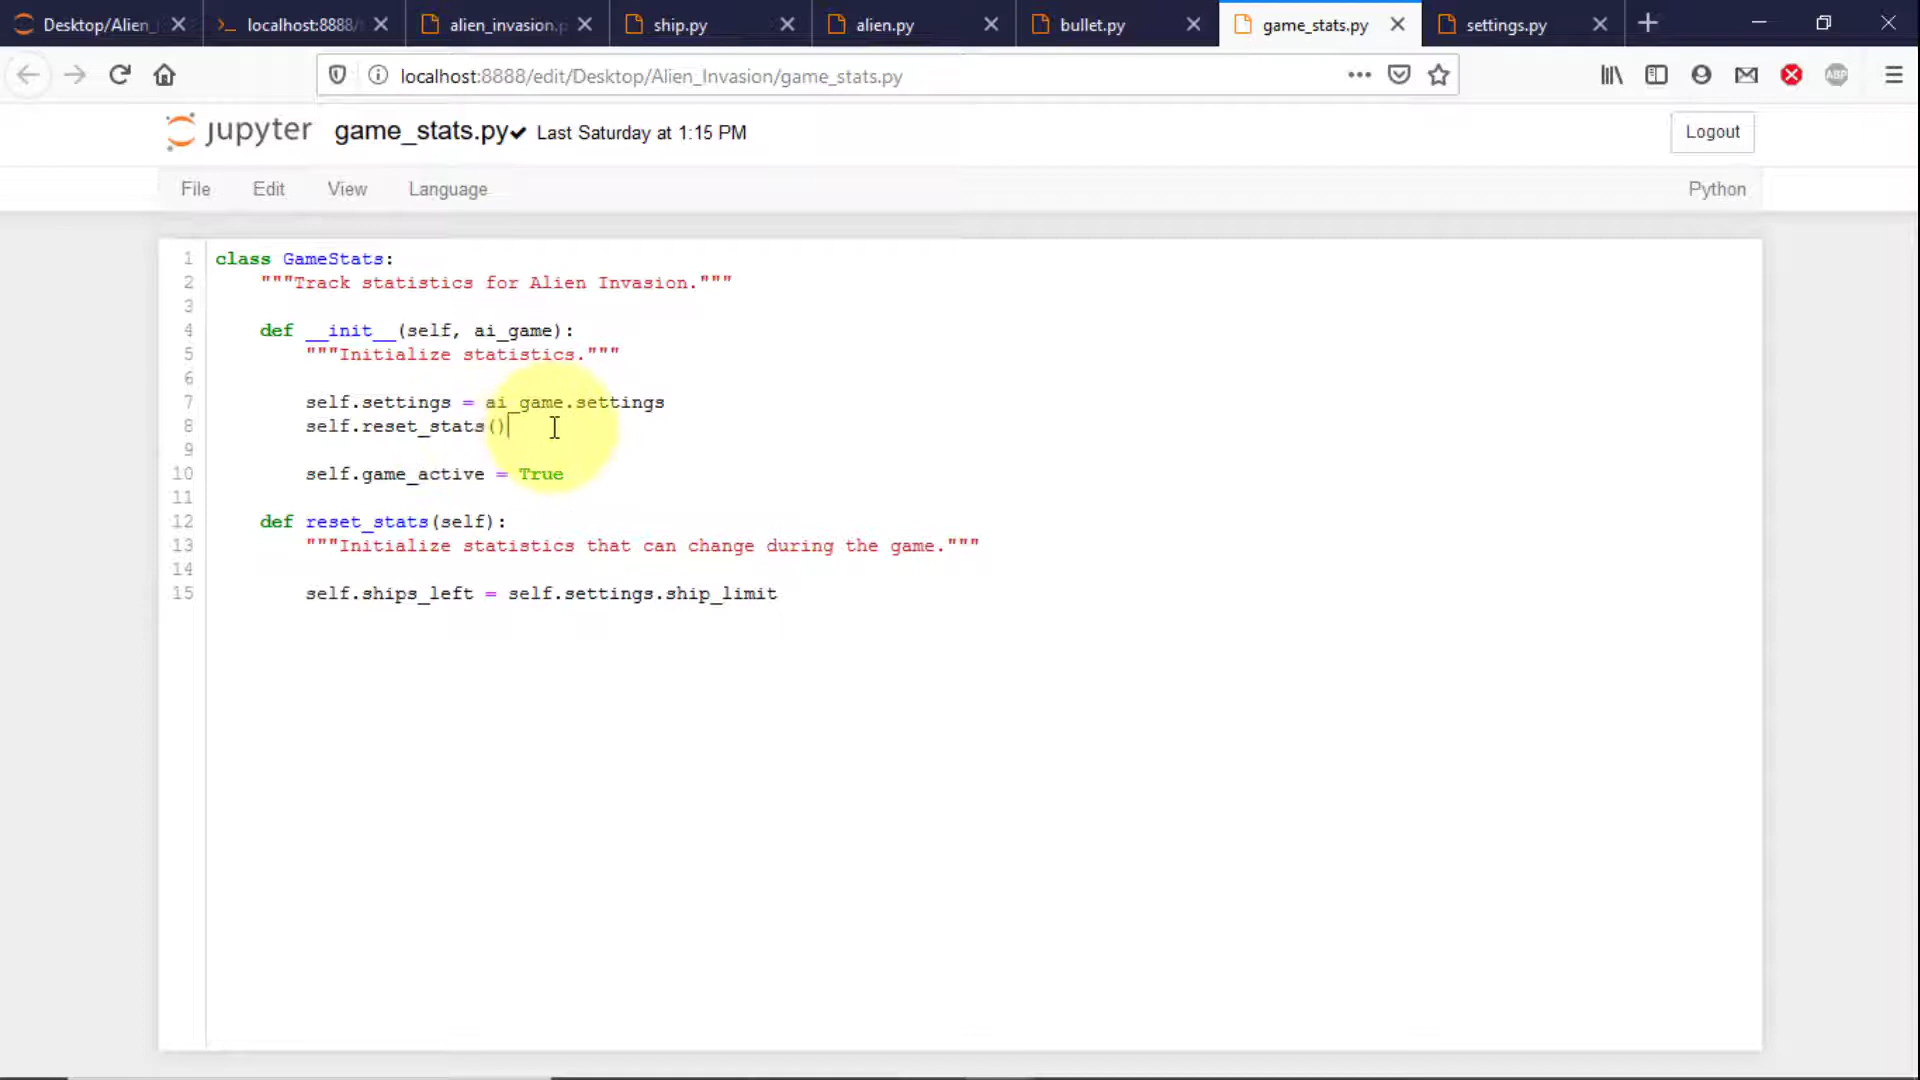 Desktop/Alien_
localhost:8888/
alien_invasion.p
ship.py
alien.py
bullet.py
game_stats.py
settings.py
localhost:8888/edit/Desktop/Alien_Invasion/game_stats.py
ABP
jupyter game_stats.py Last Saturday at 1:15 PM
Logout
File Edit View Language
Python
1 class GameStats:
2 """Track statistics for Alien Invasion."""
3
4 def __init__(self, ai_game):
5 """Initialize statistics."""
6
7 self.settings = ai_game.settings
8 self.reset_stats()
9
10 self.game_active = True
11
12 def reset_stats(self):
13 """Initialize statistics that can change during the game."""
14
15 self.ships_left = self.settings.ship_limit